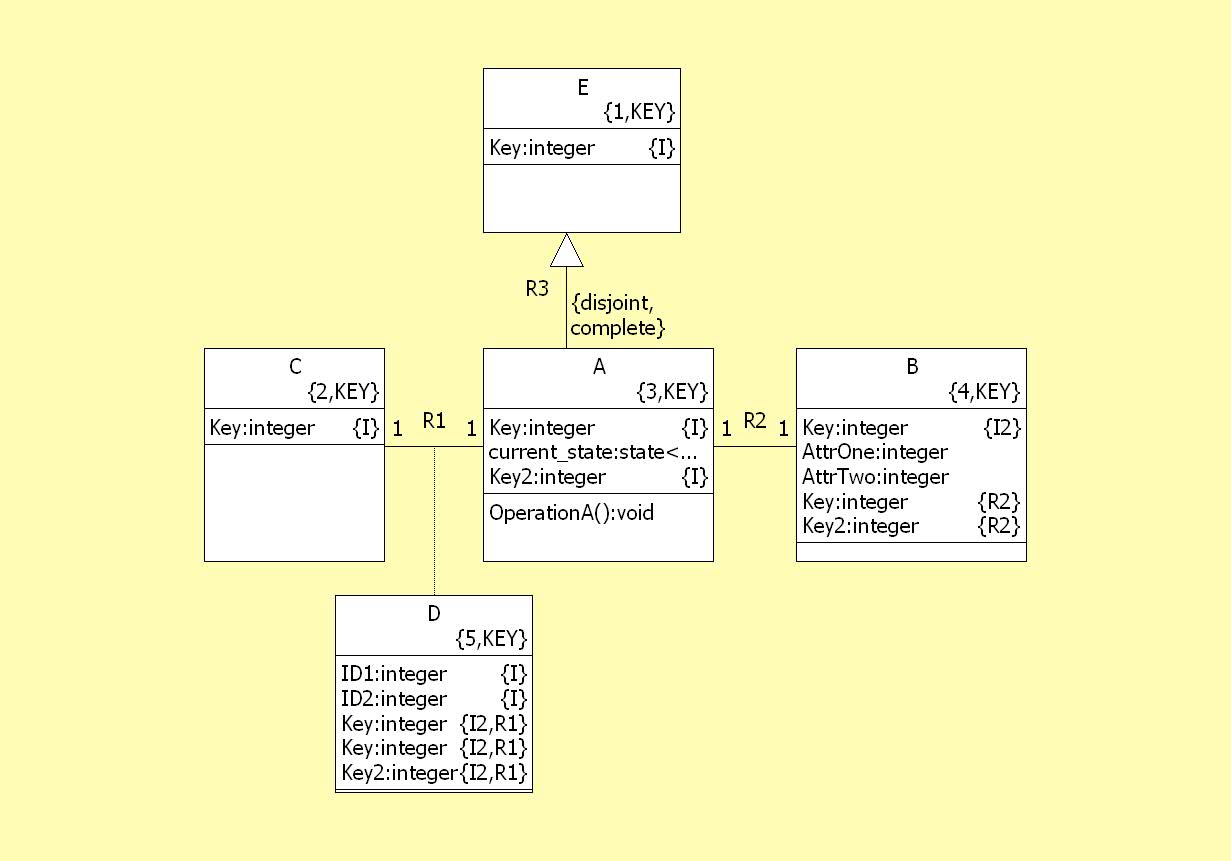 E
{1,KEY}
Key:integer {I}
R3
{disjoint,
complete}
C
{2,KEY}
Key:integer {I}
1 R1 1
A
{3,KEY}
Key:integer {I}
current_state:state<...
Key2:integer {I}
OperationA():void
1 R2 1
B
{4,KEY}
Key:integer {I2}
AttrOne:integer
AttrTwo:integer
Key:integer {R2}
Key2:integer {R2}
D
{5,KEY}
ID1:integer {I}
ID2:integer {I}
Key:integer {I2,R1}
Key:integer {I2,R1}
Key2:integer{I2,R1}